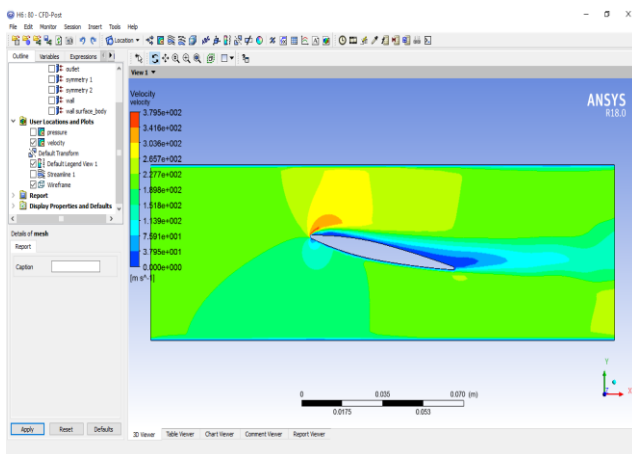 H6 : 80 - CFD-Post
File Edit Monitor Session Insert Tools Help
Location
Outline Variables Expressions
outlet
symmetry 1
symmetry 2
wall
wall surface_body
User Locations and Plots
pressure
velocity
Default Transform
Default Legend View 1
Streamline 1
Wireframe
Report
Display Properties and Defaults
Details of mesh
Report
Caption
Apply Reset Defaults
View 1
Velocity
velocity
3.795e+002
3.416e+002
3.036e+002
2.657e+002
2.277e+002
1.898e+002
1.518e+002
1.139e+002
7.591e+001
3.795e+001
0.000e+000
[m s^-1]
ANSYS
R18.0
0 0.035 0.070 (m)
0.0175 0.053
Y
X
Z
3D Viewer Table Viewer Chart Viewer Comment Viewer Report Viewer